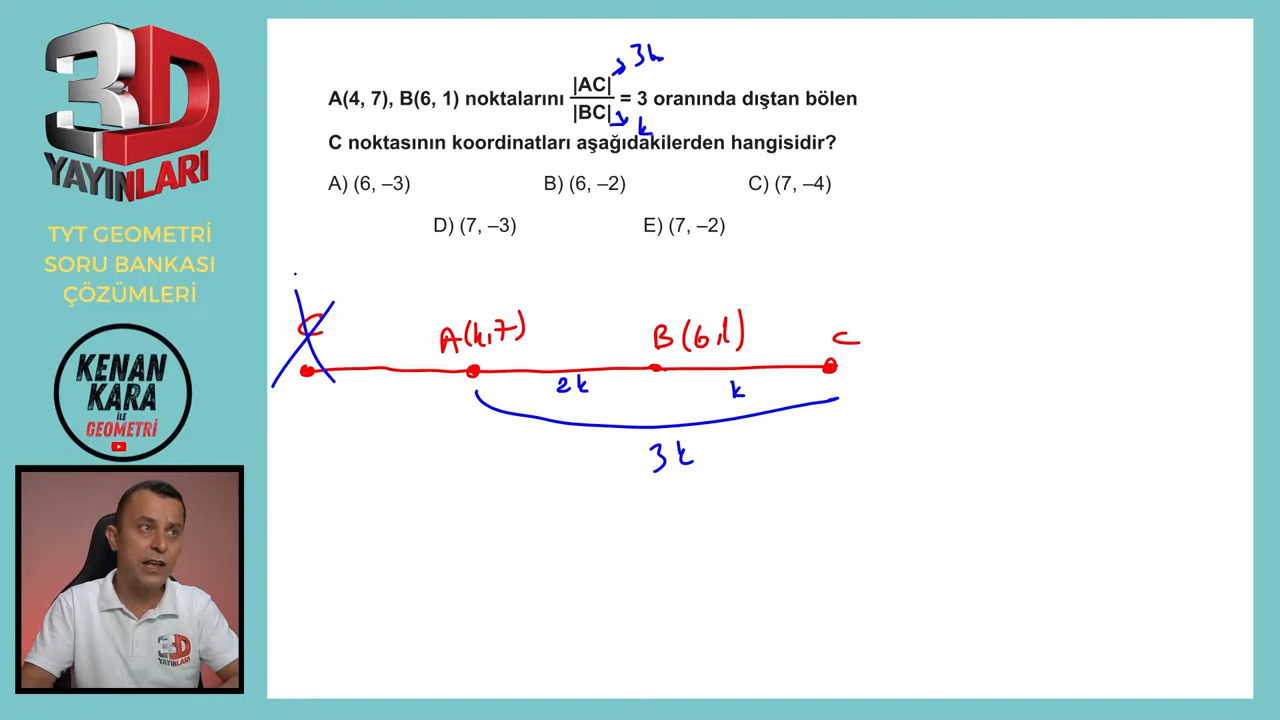 3D
YAYINLARI
TYT GEOMETRİ
SORU BANKASI
ÇÖZÜMLERİ
KENAN
KARA
İLE
GEOMETRİ
3D
YAYINLARI
A(4, 7), B(6, 1) noktalarını |AC| / |BC| = 3 oranında dıştan bölen
3k
k
C noktasının koordinatları aşağıdakilerden hangisidir?
A) (6, –3) B) (6, –2) C) (7, –4)
D) (7, –3) E) (7, –2)
C A(4,7) B(6,1) C
2k k
3k